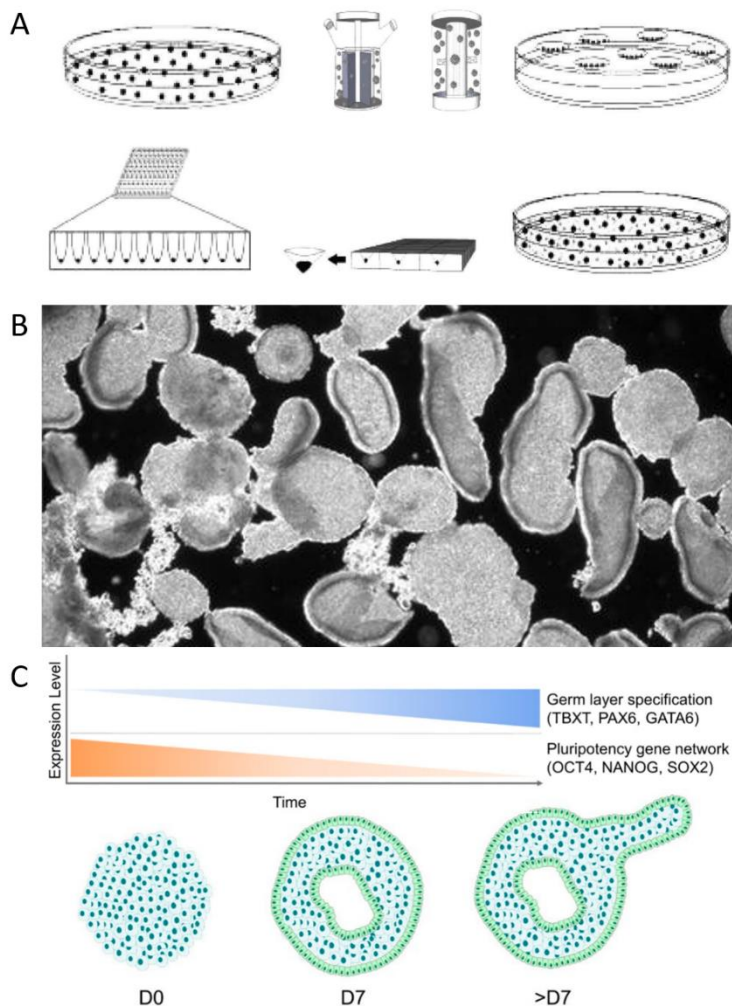 A
B
C
Expression Level
Germ layer specification
(TBXT, PAX6, GATA6)
Pluripotency gene network
(OCT4, NANOG, SOX2)
Time
D0
D7
>D7